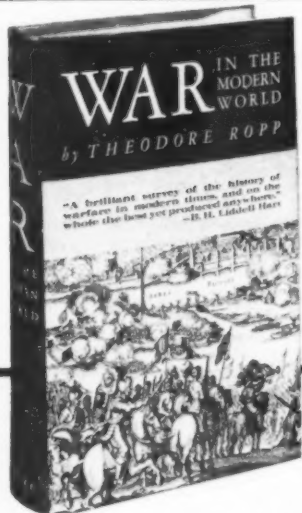 WAR IN THE
MODERN
WORLD
by THEODORE ROPP
"A brilliant survey of the history of
warfare in modern times, and on the
whole the best yet produced anywhere."
—B. H. Liddell Hart
WAR